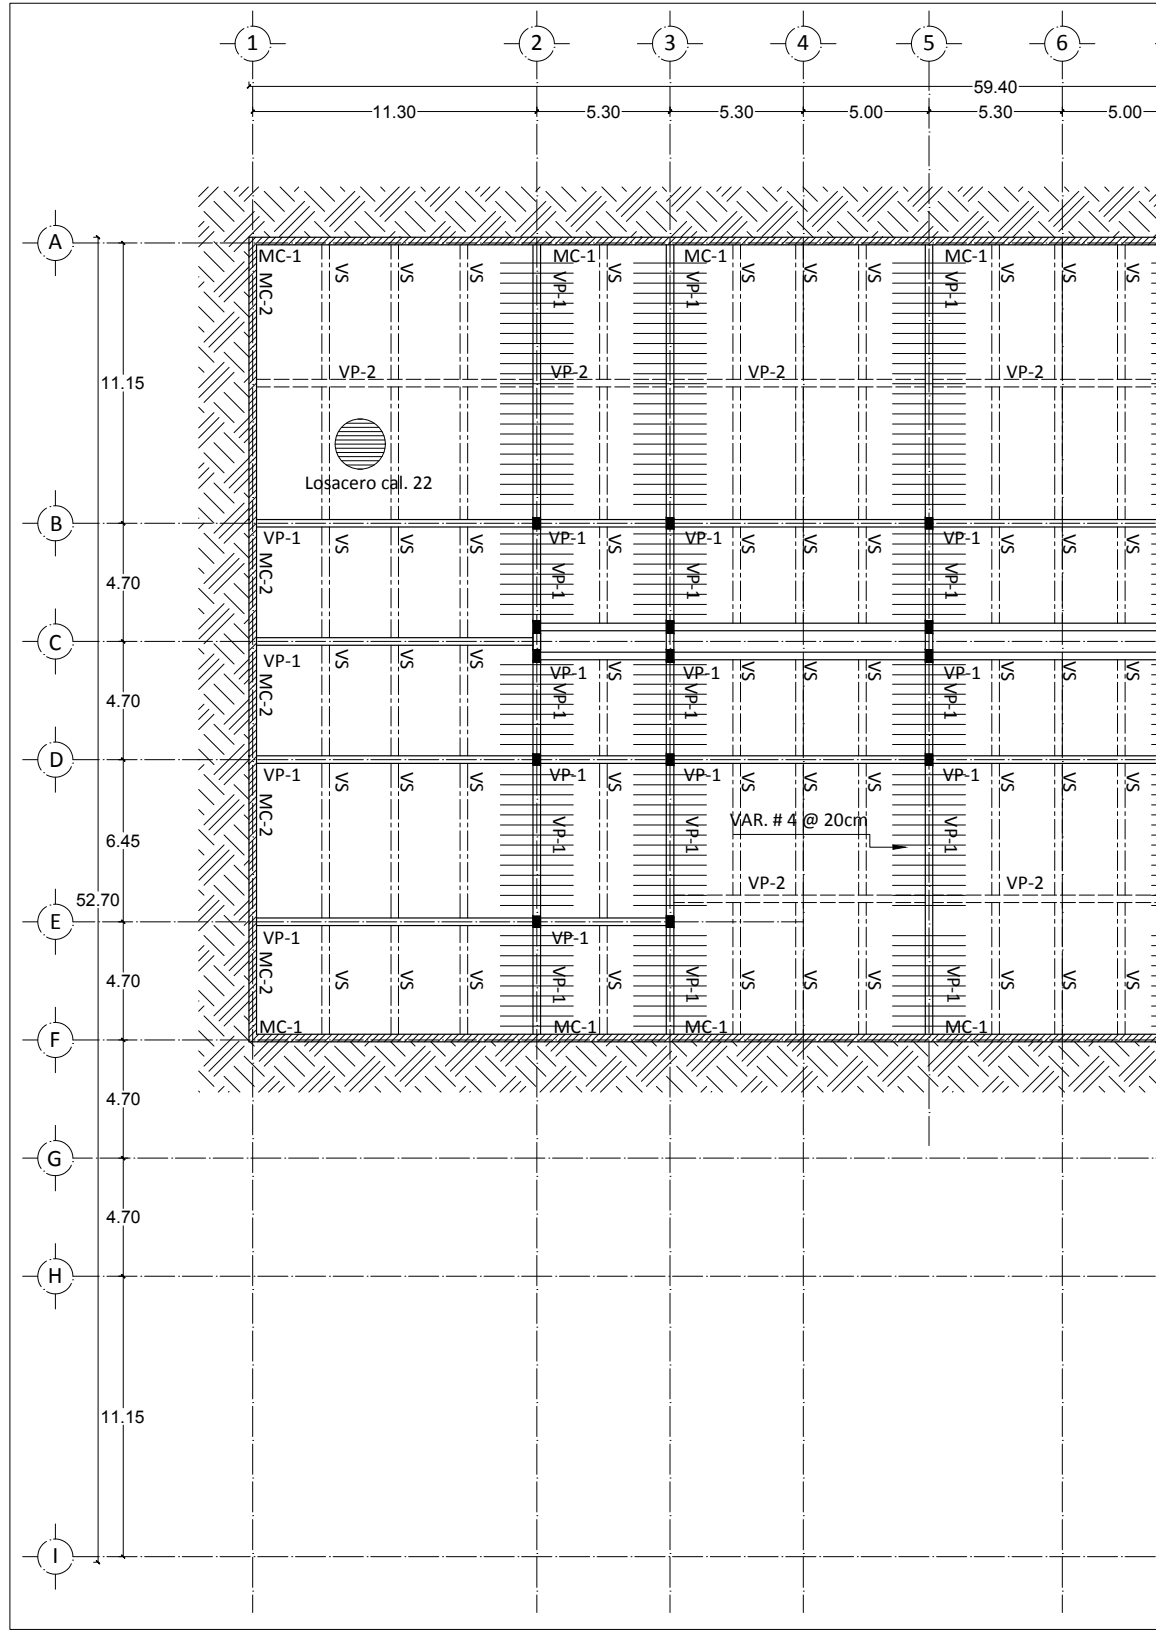 1 2 3 4 5 6
59.40
11.30 5.30 5.30 5.00 5.30 5.00
A
MC-1 MC-1 MC-1 MC-1
MC-2 VS VS VS VP-1 VS VP-1 VS VS VS VP-1 VS VS VS
11.15
VP-2 VP-2 VP-2 VP-2
Losacero cal. 22
B
VP-1 VP-1 VP-1 VP-1
VS VS VS VS VS VS VS VS VS VS
MC-2 VP-1 VP-1 VP-1
4.70
C
VP-1 VS VS VS VP-1 VS VP-1 VS VS VS VP-1 VS VS VS
MC-2 VP-1 VP-1 VP-1
4.70
D
VP-1 VP-1 VP-1 VP-1
VS VS VS VS VS VS VS VS VS VS
MC-2 VP-1 VP-1 VP-1
VAR. # 4 @ 20cm
6.45
VP-2 VP-2
52.70
E
VP-1 VP-1
MC-2 VS VS VS VP-1 VS VP-1 VS VS VS VP-1 VS VS VS
4.70
MC-1 MC-1 MC-1 MC-1
F
4.70
G
4.70
H
11.15
I